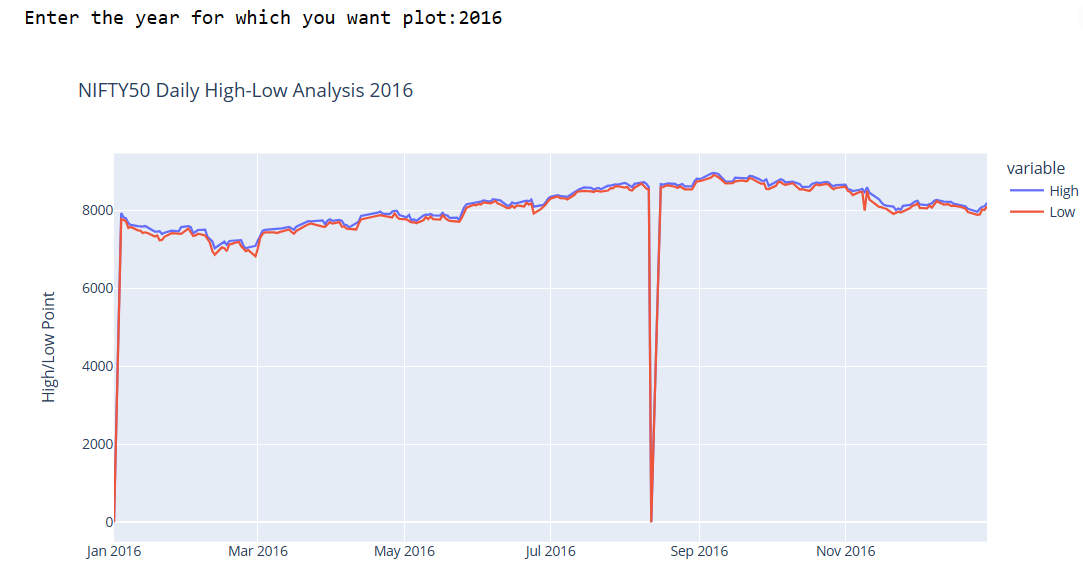 Enter the year for which you want plot:2016
NIFTY50 Daily High-Low Analysis 2016
variable
High
Low
High/Low Point
8000
6000
4000
2000
0
Jan 2016 Mar 2016 May 2016 Jul 2016 Sep 2016 Nov 2016